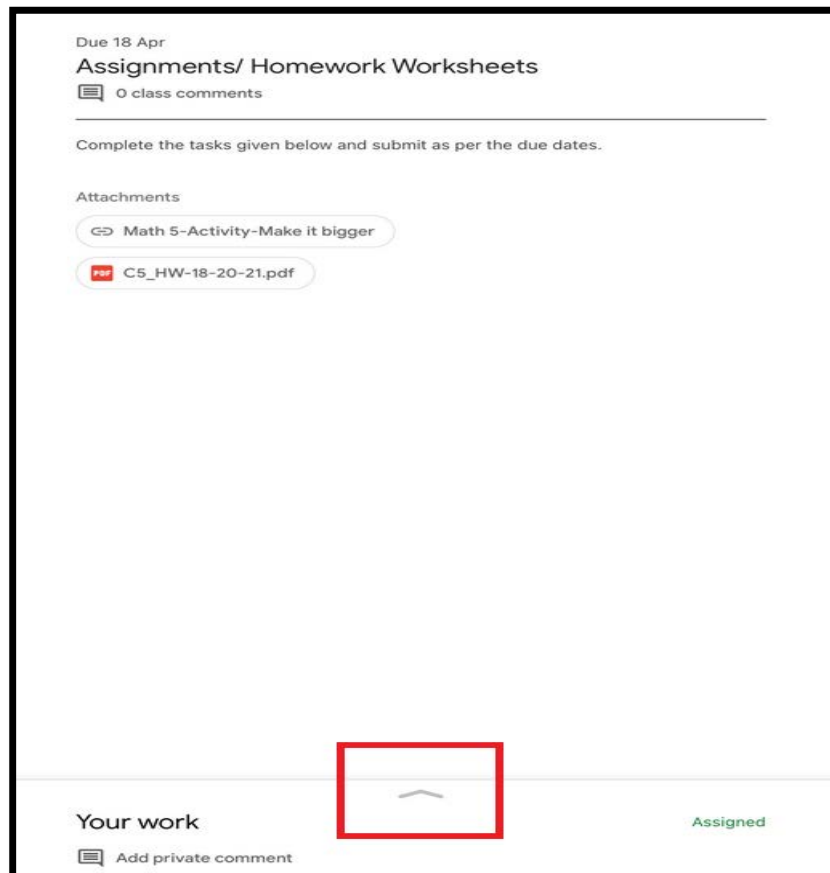 Due 18 Apr
Assignments/ Homework Worksheets
0 class comments
Complete the tasks given below and submit as per the due dates.
Attachments
Math 5-Activity-Make it bigger
PDF C5_HW-18-20-21.pdf
Your work Assigned
Add private comment